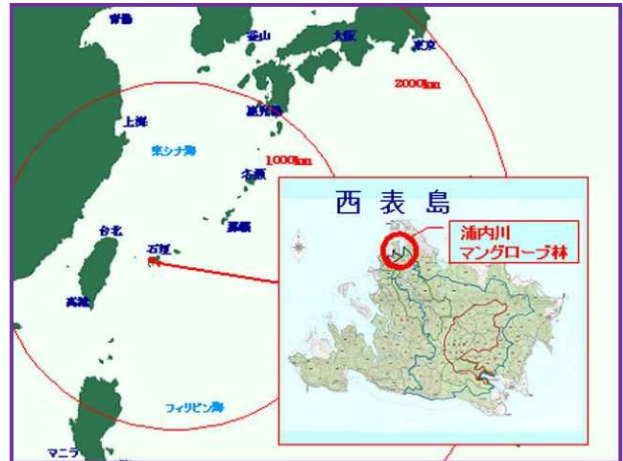 青島
釜山
大阪
東京
2000km
鹿児島
上海
東シナ海
1000km
名瀬
那覇
台北
石垣
高雄
フィリピン海
マニラ
西表島
浦内川
マングローブ林